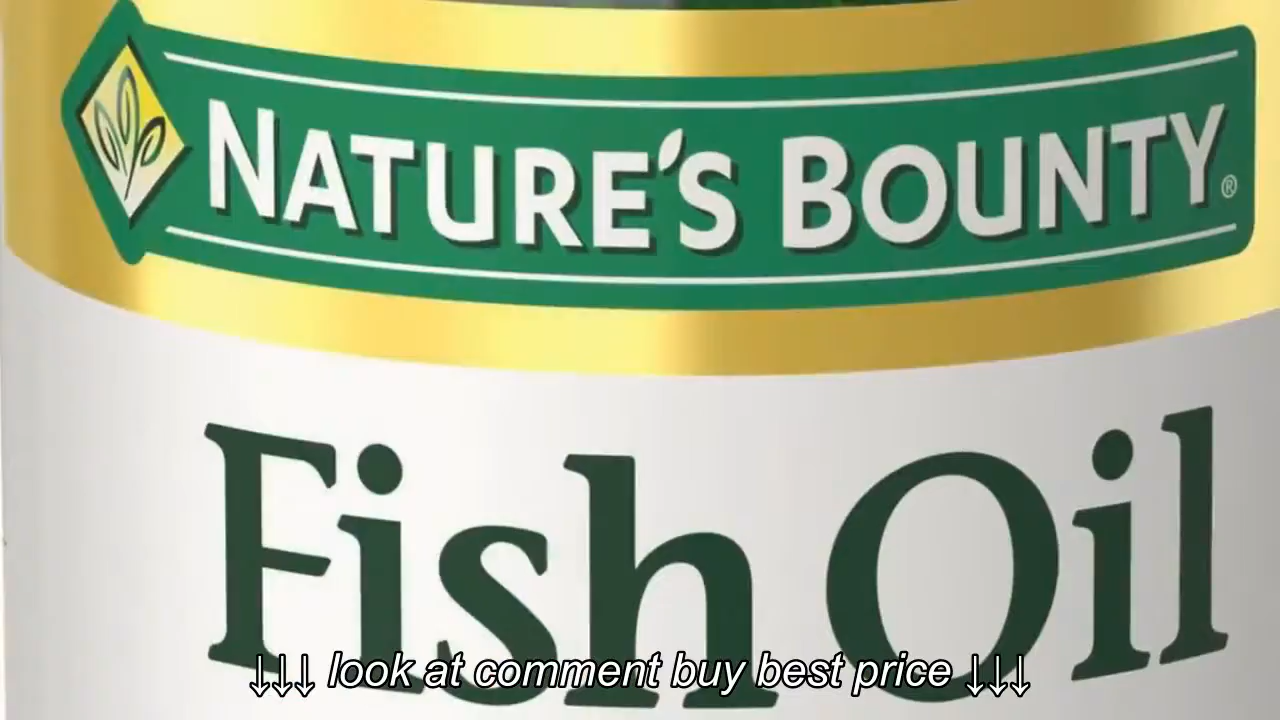 NATURE'S BOUNTY®
Fish Oil
↓↓↓ look at comment buy best price ↓↓↓